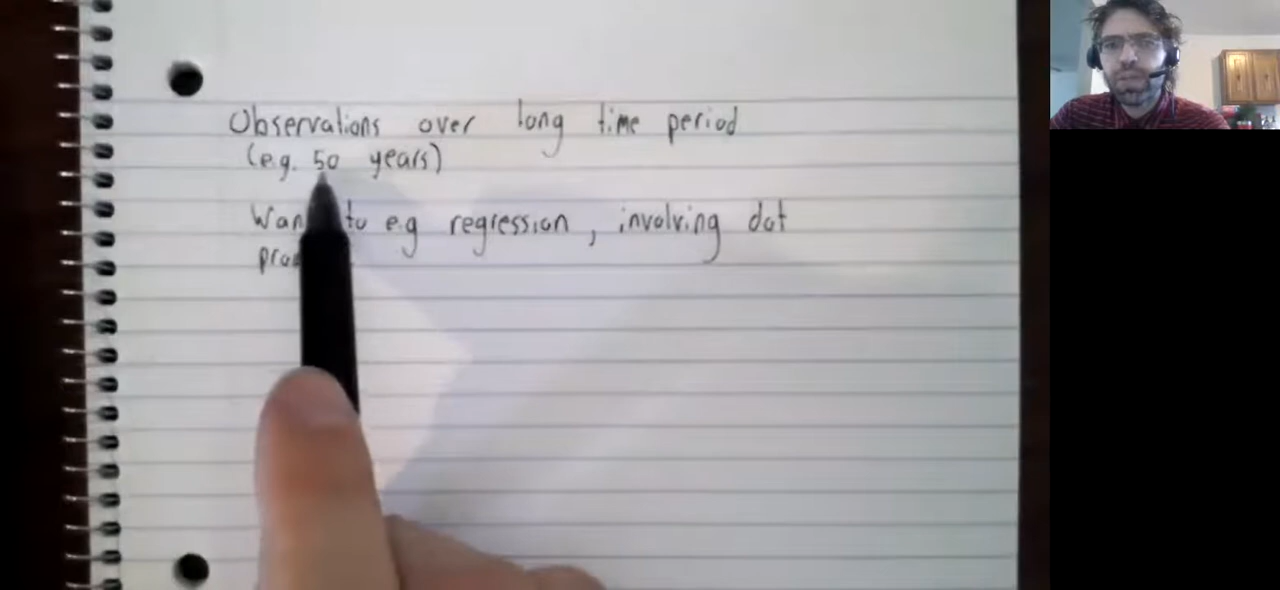 Observations over long time period
(e.g. 50 years)
to e.g regression, involving dot